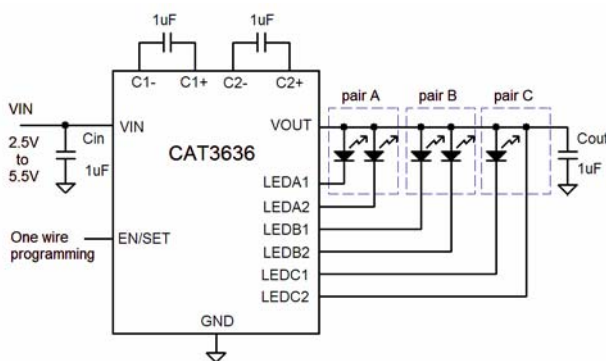 1uF
1uF
C1-
C1+
C2-
C2+
pair A
pair B
pair C
VIN
Cin
VIN
VOUT
Cout
2.5V
to
5.5V
1uF
CAT3636
1uF
LEDA1
LEDA2
One wire
programming
EN/SET
LEDB1
LEDB2
LEDC1
LEDC2
GND